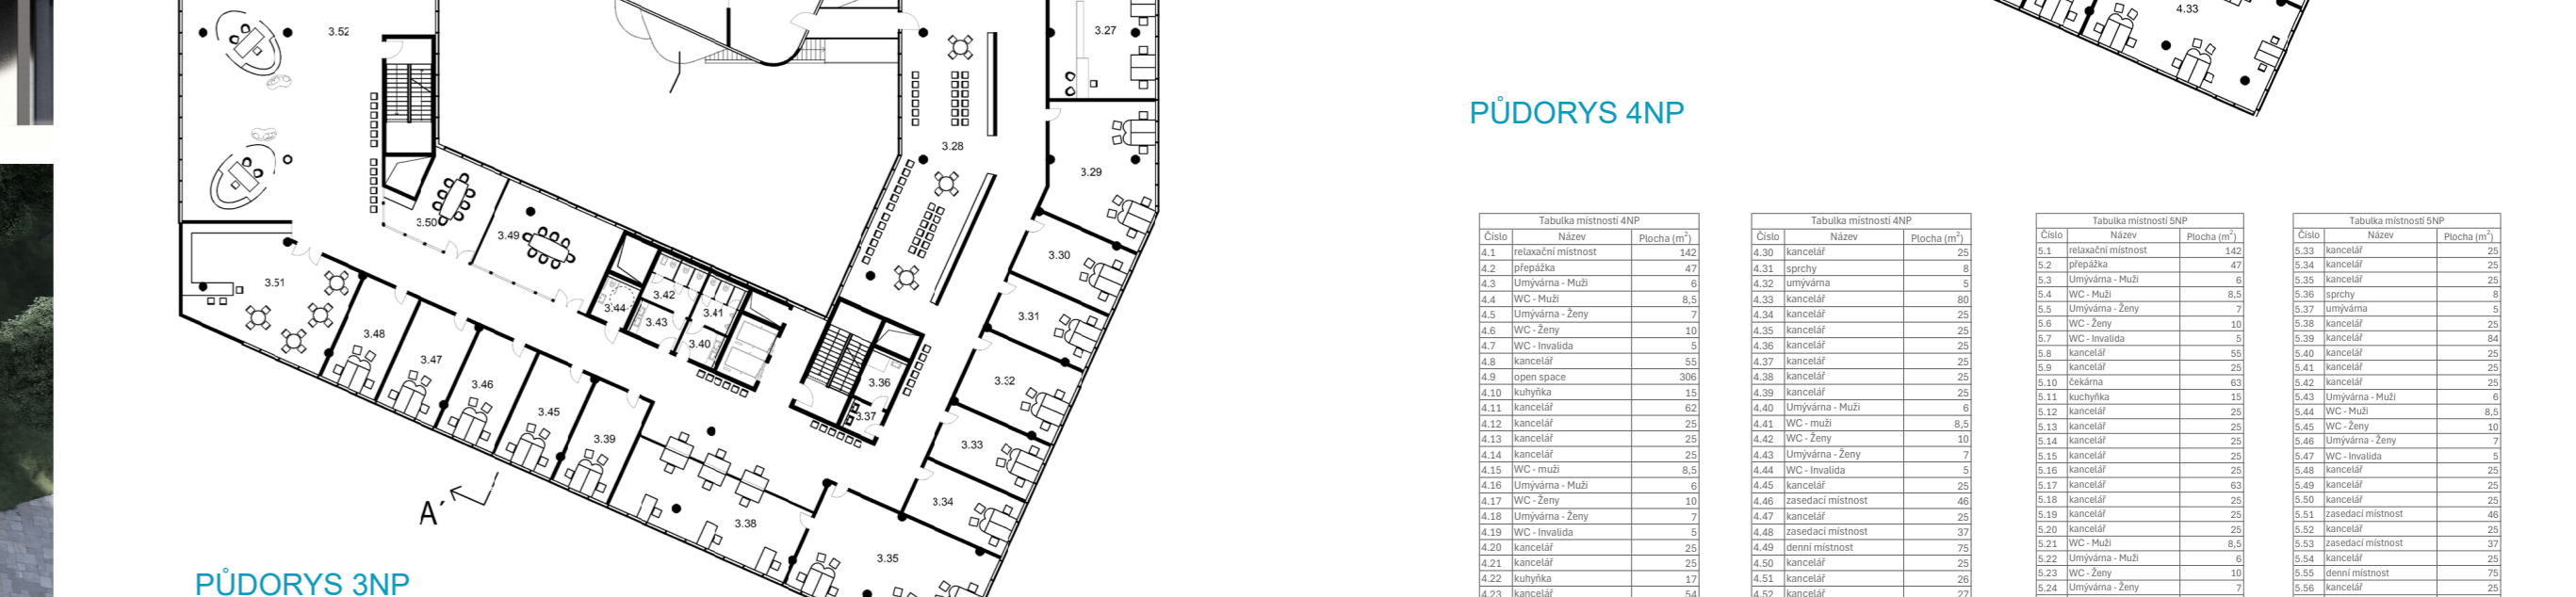 3.52
3.27
3.28
3.29
3.50
3.49
3.30
3.51
3.44
3.42
3.41
3.43
3.40
3.31
3.48
3.47
3.46
3.45
3.39
3.36
3.37
3.32
3.33
3.34
3.38
3.35
A´
PŮDORYS 3NP
4.33
PŮDORYS 4NP
Tabulka místností 4NP
Číslo Název Plocha (m²)
4.1 relaxační místnost 142
4.2 přepážka 47
4.3 Umývárna - Muži 6
4.4 WC - Muži 8,5
4.5 Umývárna - Ženy 7
4.6 WC - Ženy 10
4.7 WC - Invalida 5
4.8 kancelář 55
4.9 open space 306
4.10 kuhyňka 15
4.11 kancelář 62
4.12 kancelář 25
4.13 kancelář 25
4.14 kancelář 25
4.15 WC - muži 8,5
4.16 Umývárna - Muži 6
4.17 WC - Ženy 10
4.18 Umývárna - Ženy 7
4.19 WC - Invalida 5
4.20 kancelář 25
4.21 kancelář 25
4.22 kuhyňka 17
4.23 kancelář 54
Tabulka místností 4NP
Číslo Název Plocha (m²)
4.30 kancelář 25
4.31 sprchy 8
4.32 umývárna 5
4.33 kancelář 80
4.34 kancelář 25
4.35 kancelář 25
4.36 kancelář 25
4.37 kancelář 25
4.38 kancelář 25
4.39 kancelář 25
4.40 Umývárna - Muži 6
4.41 WC - muži 8,5
4.42 WC - Ženy 10
4.43 Umývárna - Ženy 7
4.44 WC - Invalida 5
4.45 kancelář 25
4.46 zasedací místnost 46
4.47 kancelář 25
4.48 zasedací místnost 37
4.49 denní místnost 75
4.50 kancelář 25
4.51 kancelář 26
4.52 kancelář 27
Tabulka místností 5NP
Číslo Název Plocha (m²)
5.1 relaxační místnost 142
5.2 přepážka 47
5.3 Umývárna - Muži 6
5.4 WC - Muži 8,5
5.5 Umývárna - Ženy 7
5.6 WC - Ženy 10
5.7 WC - Invalida 5
5.8 kancelář 55
5.9 kancelář 25
5.10 čekárna 63
5.11 kuchyňka 15
5.12 kancelář 25
5.13 kancelář 25
5.14 kancelář 25
5.15 kancelář 25
5.16 kancelář 25
5.17 kancelář 63
5.18 kancelář 25
5.19 kancelář 25
5.20 kancelář 25
5.21 WC - Muži 8,5
5.22 Umývárna - Muži 6
5.23 WC - Ženy 10
5.24 Umývárna - Ženy 7
Tabulka místností 5NP
Číslo Název Plocha (m²)
5.33 kancelář 25
5.34 kancelář 25
5.35 kancelář 25
5.36 sprchy 8
5.37 umývárna 5
5.38 kancelář 25
5.39 kancelář 84
5.40 kancelář 25
5.41 kancelář 25
5.42 kancelář 25
5.43 Umývárna - Muži 6
5.44 WC - Muži 8,5
5.45 WC - Ženy 10
5.46 Umývárna - Ženy 7
5.47 WC - Invalida 5
5.48 kancelář 25
5.49 kancelář 25
5.50 kancelář 25
5.51 zasedací místnost 46
5.52 kancelář 25
5.53 zasedací místnost 37
5.54 kancelář 25
5.55 denní místnost 75
5.56 kancelář 25